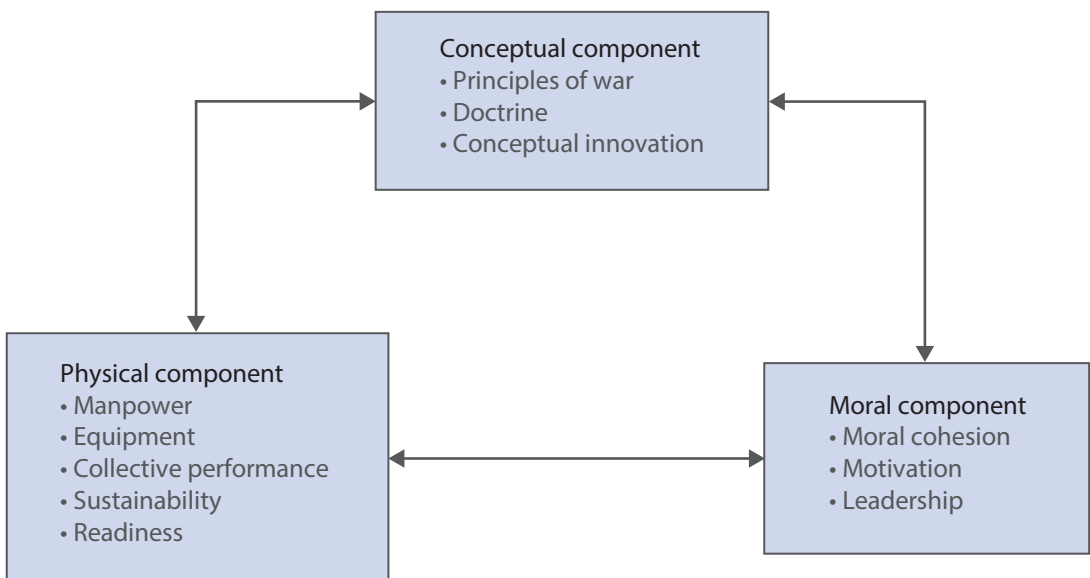 Conceptual component
• Principles of war
• Doctrine
• Conceptual innovation
Physical component
• Manpower
• Equipment
• Collective performance
• Sustainability
• Readiness
Moral component
• Moral cohesion
• Motivation
• Leadership